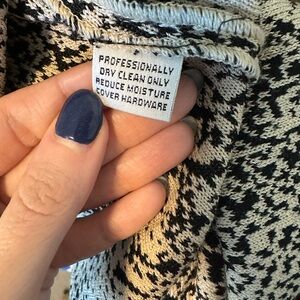 PROFESSIONALLY
DRY CLEAN ONLY
REDUCE MOISTURE
COVER HARDWARE